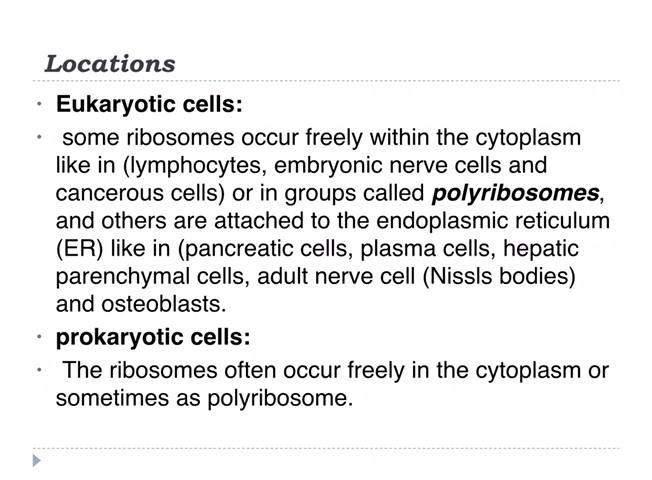 Locations
• Eukaryotic cells:
• some ribosomes occur freely within the cytoplasm
like in (lymphocytes, embryonic nerve cells and
cancerous cells) or in groups called polyribosomes,
and others are attached to the endoplasmic reticulum
(ER) like in (pancreatic cells, plasma cells, hepatic
parenchymal cells, adult nerve cell (Nissls bodies)
and osteoblasts.
• prokaryotic cells:
• The ribosomes often occur freely in the cytoplasm or
sometimes as polyribosome.